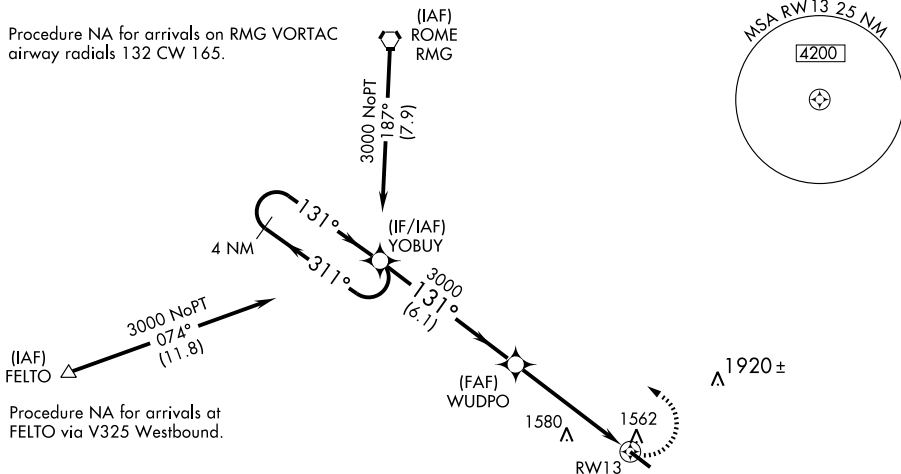 Procedure NA for arrivals on RMG VORTAC
airway radials 132 CW 165.
(IAF)
ROME
RMG
MSA RW13 25 NM
4200
3000 NoPT
187°
(7.9)
131°
4 NM
311°
(IF/IAF)
YOBUY
3000
131°
(6.1)
3000 NoPT
074°
(11.8)
(IAF)
FELTO
Procedure NA for arrivals at
FELTO via V325 Westbound.
(FAF)
WUDPO
1920 ±
1580
1562
RW13